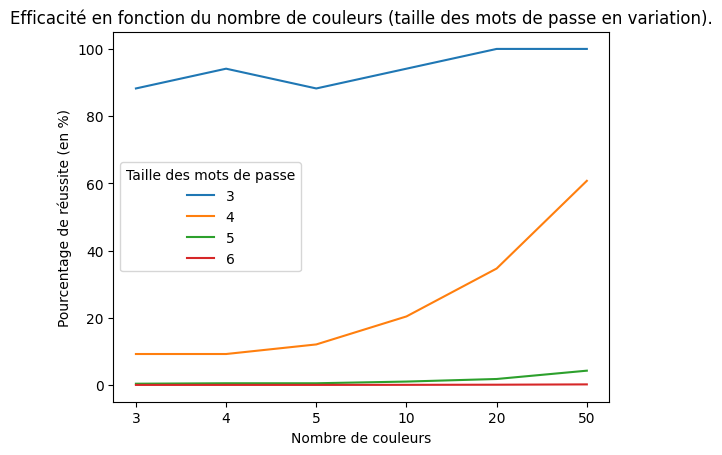 Efficacité en fonction du nombre de couleurs (taille des mots de passe en variation).
100
80
60
40
20
0
Pourcentage de réussite (en %)
Taille des mots de passe
3
4
5
6
3 4 5 10 20 50
Nombre de couleurs